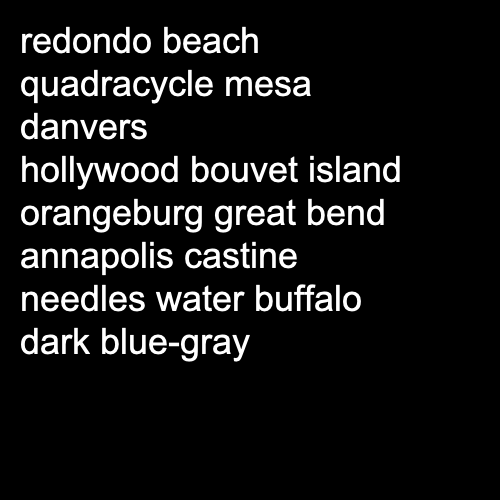 redondo beach
quadracycle mesa
danvers
hollywood bouvet island
orangeburg great bend
annapolis castine
needles water buffalo
dark blue-gray